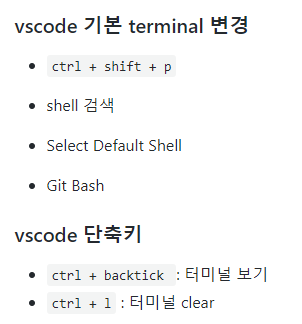 vscode 기본 terminal 변경
ctrl + shift + p
shell 검색
Select Default Shell
Git Bash
vscode 단축키
ctrl + backtick : 터미널 보기
ctrl + l : 터미널 clear